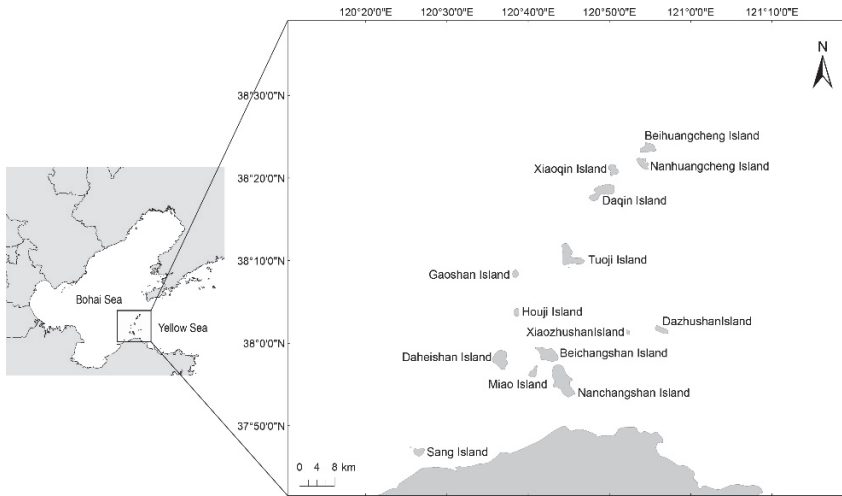 120°20'0"E 120°30'0"E 120°40'0"E 120°50'0"E 121°0'0"E 121°10'0"E
N
38°30'0"N
Beihuangcheng Island
Xiaoqin Island
Nanhuangcheng Island
38°20'0"N
Daqin Island
Tuoji Island
38°10'0"N
Gaoshan Island
Bohai Sea
Houji Island
DazhushanIsland
Yellow Sea
XiaozhushanIsland
38°0'0"N
Daheishan Island
Beichangshan Island
Miao Island
Nanchangshan Island
37°50'0"N
Sang Island
0 4 8 km